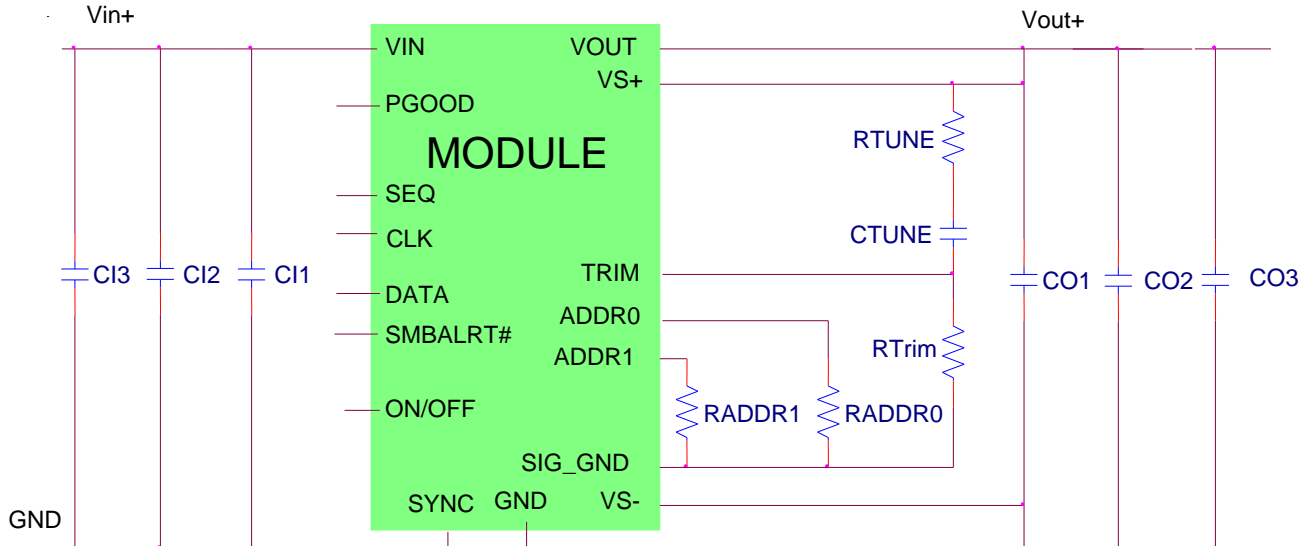 Vin+
Vout+
VIN
VOUT
VS+
PGOOD
MODULE
RTUNE
SEQ
CLK
CTUNE
TRIM
CI3
CI2
CI1
CO1
CO2
CO3
DATA
ADDR0
SMBALRT#
ADDR1
RTrim
ON/OFF
RADDR1
RADDR0
SIG_GND
SYNC
GND
VS-
GND